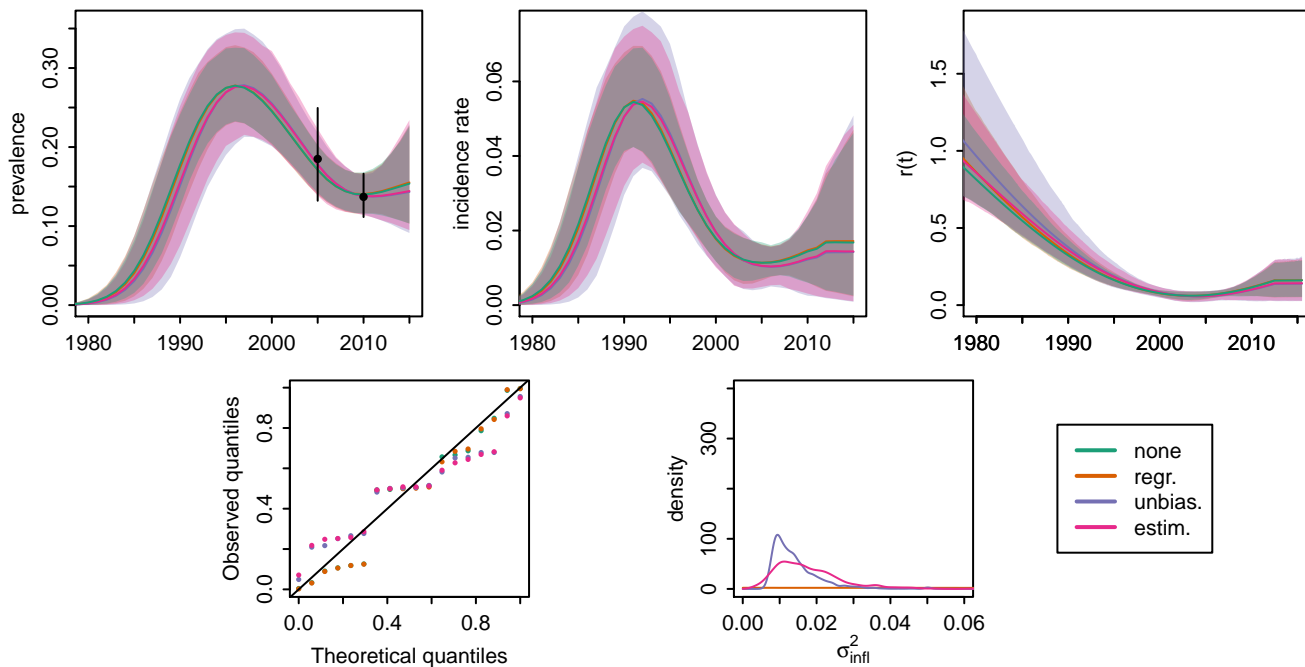 prevalence
0.00 0.10 0.20 0.30
1980 1990 2000 2010
incidence rate
0.00 0.02 0.04 0.06
1980 1990 2000 2010
r(t)
0.0 0.5 1.0 1.5
1980 1990 2000 2010
Observed quantiles
0.0 0.4 0.8
0.0 0.4 0.8
Theoretical quantiles
density
0 100 300
0.00 0.02 0.04 0.06
σ²infl
none
regr.
unbias.
estim.